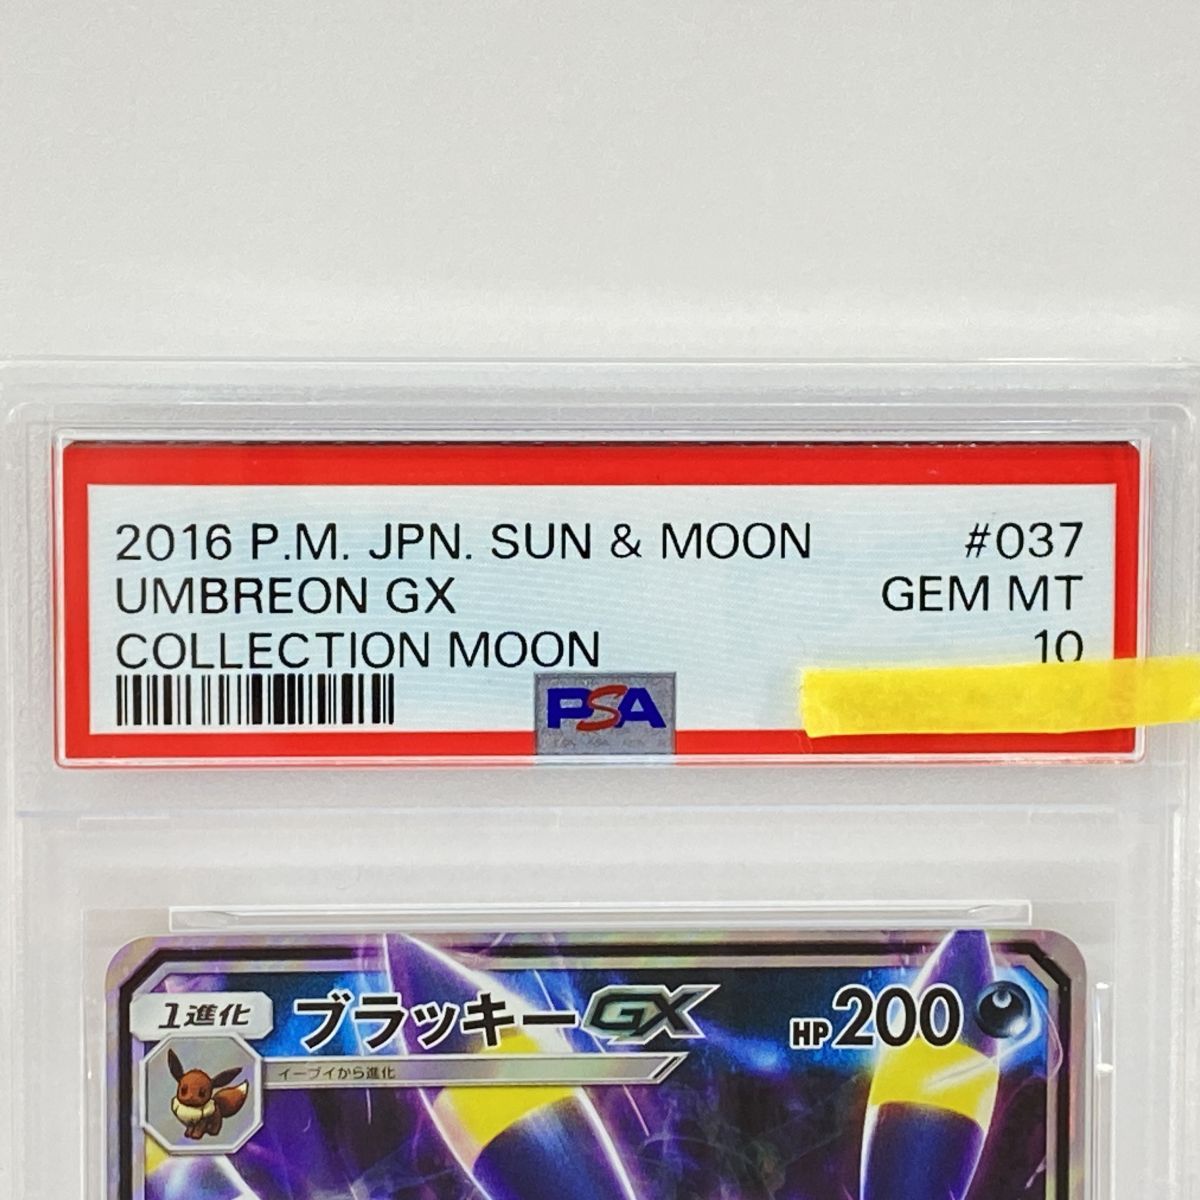 2016 P.M. JPN. SUN & MOON #037
UMBREON GX GEM MT
COLLECTION MOON 10
PSA
1進化 ブラッキーGX HP200
イーブイから進化